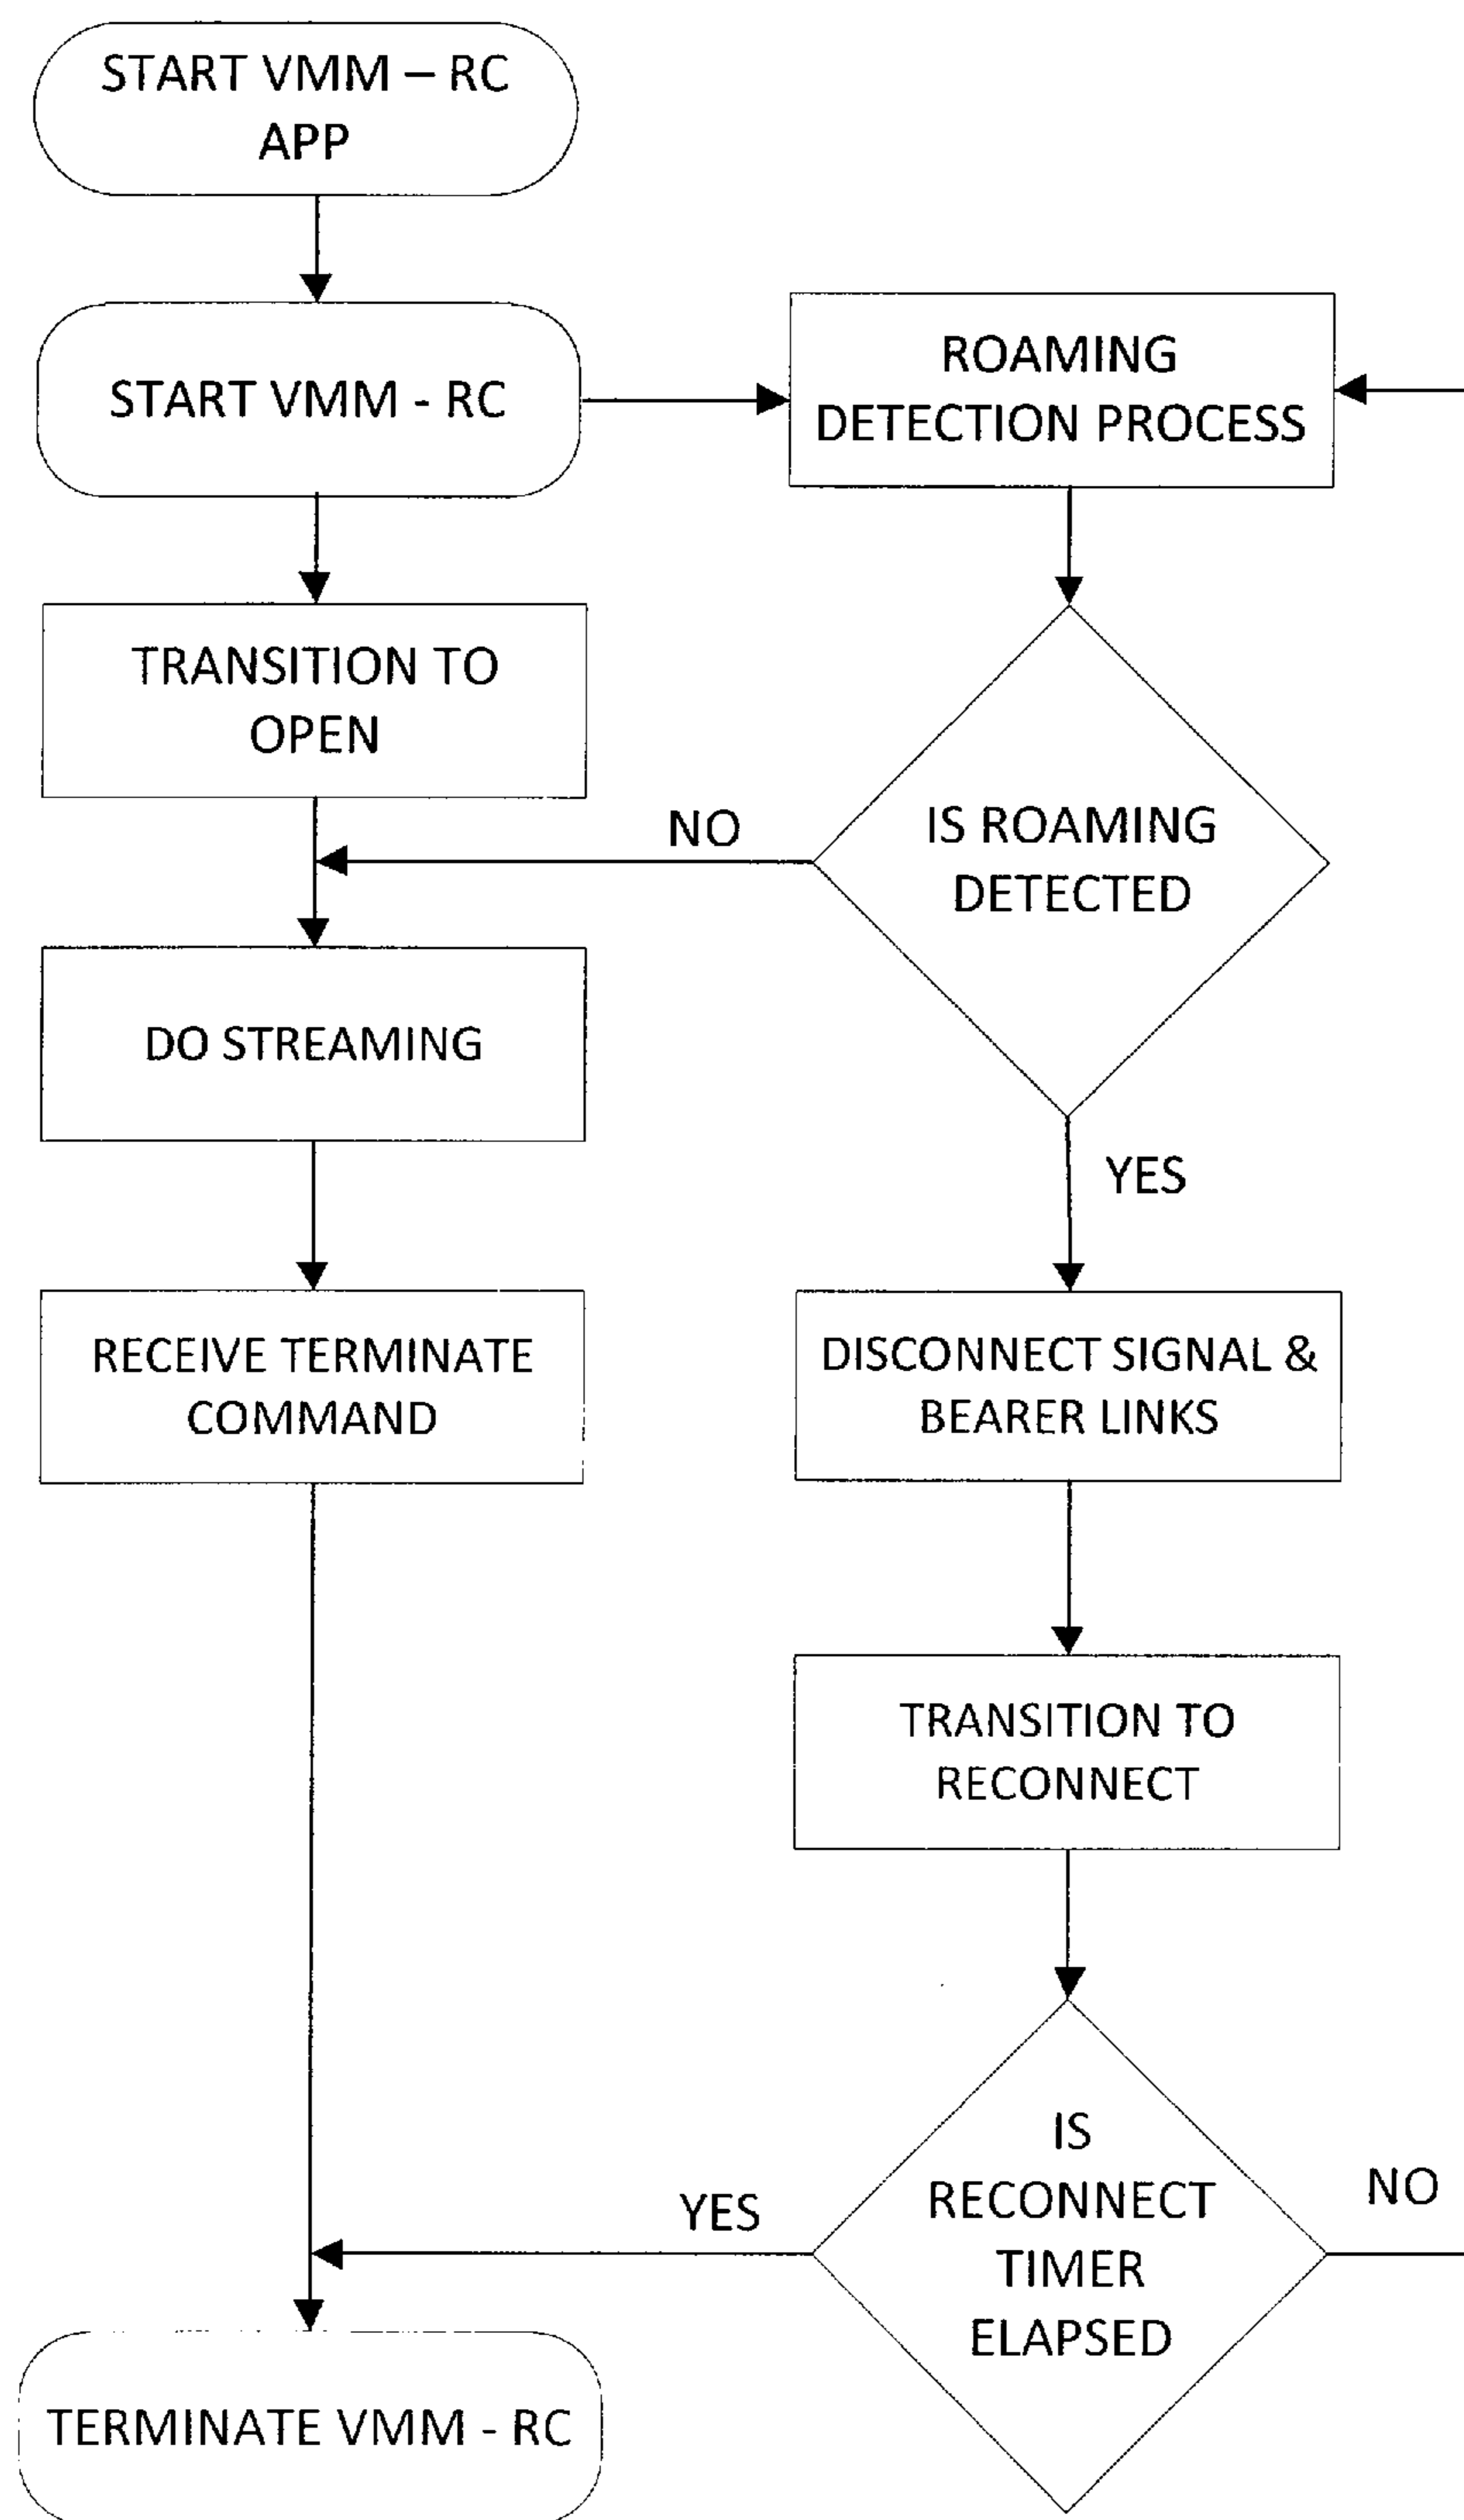 START VMM – RC
APP
START VMM - RC
ROAMING
DETECTION PROCESS
TRANSITION TO
OPEN
NO
IS ROAMING
DETECTED
DO STREAMING
YES
RECEIVE TERMINATE
COMMAND
DISCONNECT SIGNAL &
BEARER LINKS
TRANSITION TO
RECONNECT
IS
RECONNECT
TIMER
ELAPSED
YES
NO
TERMINATE VMM - RC